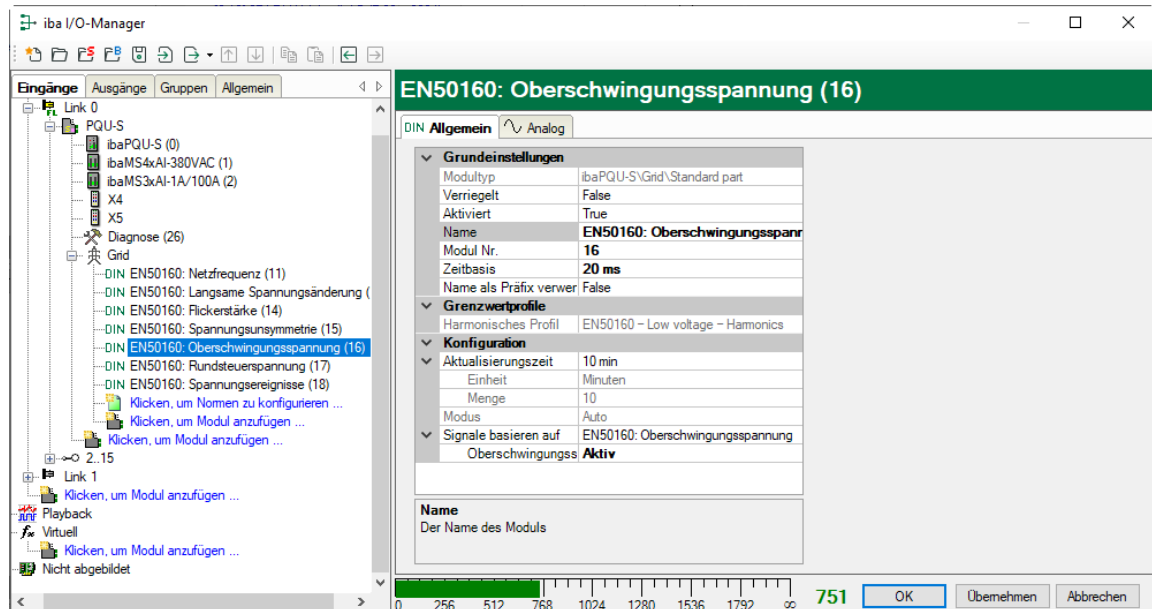 iba I/O-Manager
Eingänge Ausgänge Gruppen Allgemein
Link 0
PQU-S
ibaPQU-S (0)
ibaMS4xAI-380VAC (1)
ibaMS3xAI-1A/100A (2)
X4
X5
Diagnose (26)
Grid
DIN EN50160: Netzfrequenz (11)
DIN EN50160: Langsame Spannungsänderung (
DIN EN50160: Flickerstärke (14)
DIN EN50160: Spannungsunsymmetrie (15)
DIN EN50160: Oberschwingungsspannung (16)
DIN EN50160: Rundsteuerspannung (17)
DIN EN50160: Spannungsereignisse (18)
Klicken, um Normen zu konfigurieren ...
Klicken, um Modul anzufügen ...
Klicken, um Modul anzufügen ...
2..15
Link 1
Klicken, um Modul anzufügen ...
Playback
Virtuell
Klicken, um Modul anzufügen ...
Nicht abgebildet
EN50160: Oberschwingungsspannung (16)
DIN Allgemein Analog
Grundeinstellungen
Modultyp ibaPQU-S\Grid\Standard part
Verriegelt False
Aktiviert True
Name EN50160: Oberschwingungsspanr
Modul Nr. 16
Zeitbasis 20 ms
Name als Präfix verwer False
Grenzwertprofile
Harmonisches Profil EN50160 – Low voltage – Harmonics
Konfiguration
Aktualisierungszeit 10 min
Einheit Minuten
Menge 10
Modus Auto
Signale basieren auf EN50160: Oberschwingungsspannung
Oberschwingungss Aktiv
Name
Der Name des Moduls
0 256 512 768 1024 1280 1536 1792 ∞ 751 OK Übernehmen Abbrechen